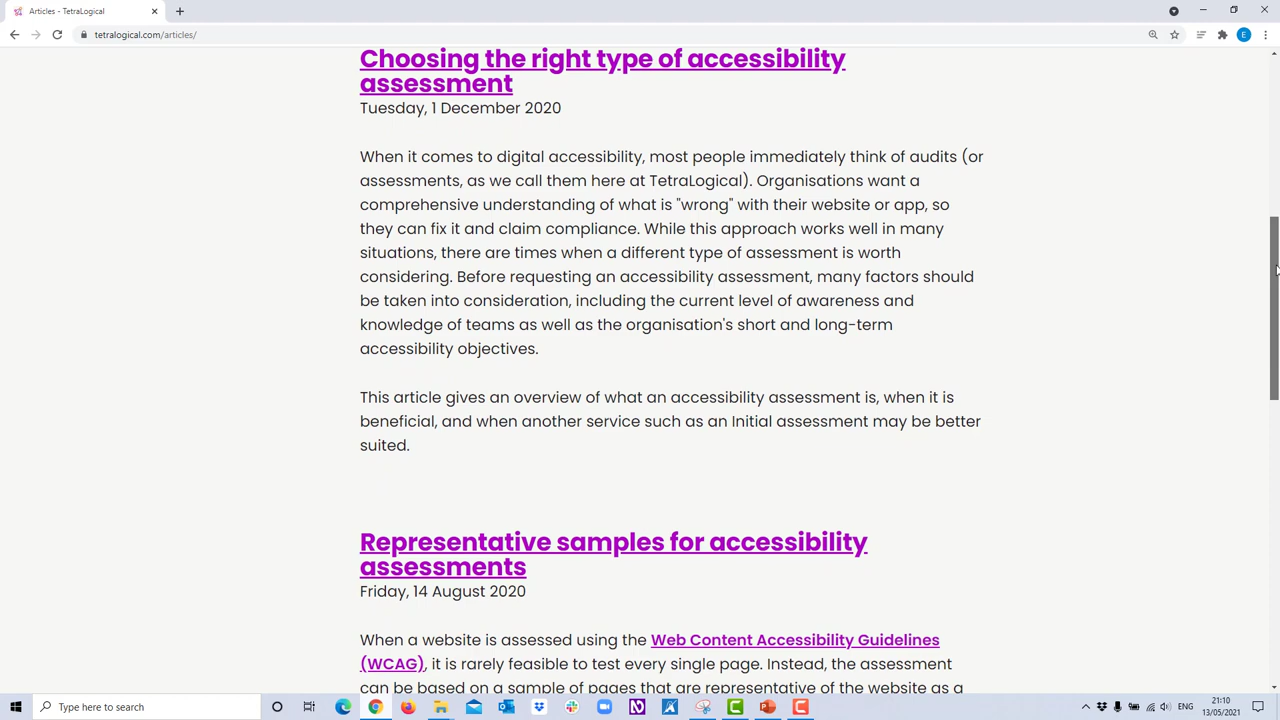 Articles - TetraLogical
tetralogical.com/articles/
E
Choosing the right type of accessibility
assessment
Tuesday, 1 December 2020
When it comes to digital accessibility, most people immediately think of audits (or
assessments, as we call them here at TetraLogical). Organisations want a
comprehensive understanding of what is "wrong" with their website or app, so
they can fix it and claim compliance. While this approach works well in many
situations, there are times when a different type of assessment is worth
considering. Before requesting an accessibility assessment, many factors should
be taken into consideration, including the current level of awareness and
knowledge of teams as well as the organisation's short and long-term
accessibility objectives.
This article gives an overview of what an accessibility assessment is, when it is
beneficial, and when another service such as an Initial assessment may be better
suited.
Representative samples for accessibility
assessments
Friday, 14 August 2020
When a website is assessed using the Web Content Accessibility Guidelines
(WCAG), it is rarely feasible to test every single page. Instead, the assessment
can be based on a sample of pages that are representative of the website as a
Type here to search
ENG
21:10
13/05/2021